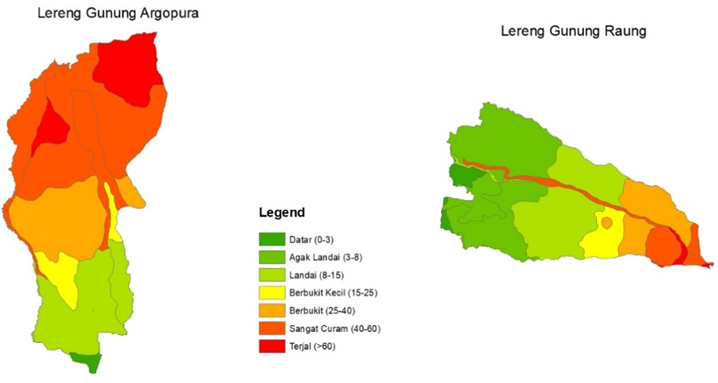 Lereng Gunung Argopura
Lereng Gunung Raung
Legend
Datar (0-3)
Agak Landai (3-8)
Landai (8-15)
Berbukit Kecil (15-25)
Berbukit (25-40)
Sangat Curam (40-60)
Terjal (>60)